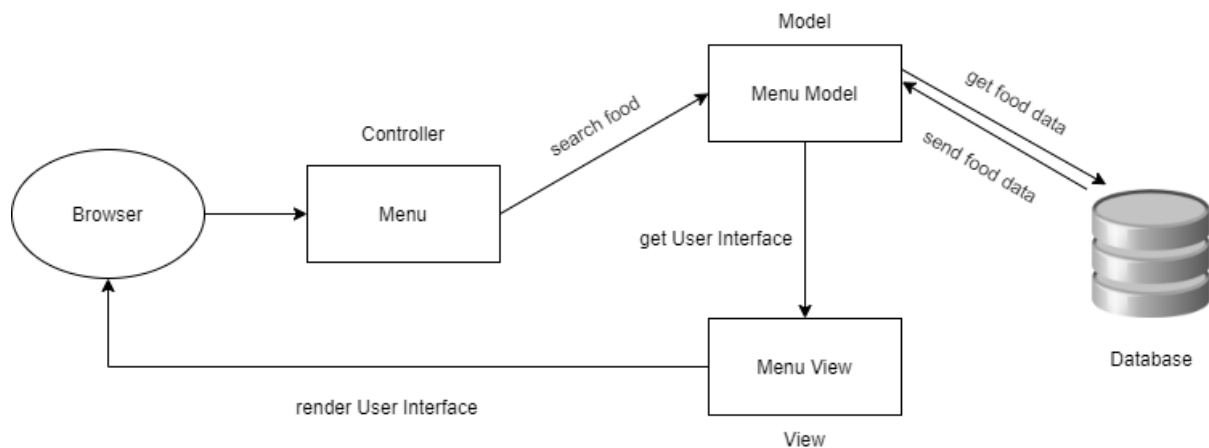 Model
Menu Model
get food data
send food data
search food
Controller
Browser
Menu
get User Interface
Menu View
Database
render User Interface
View